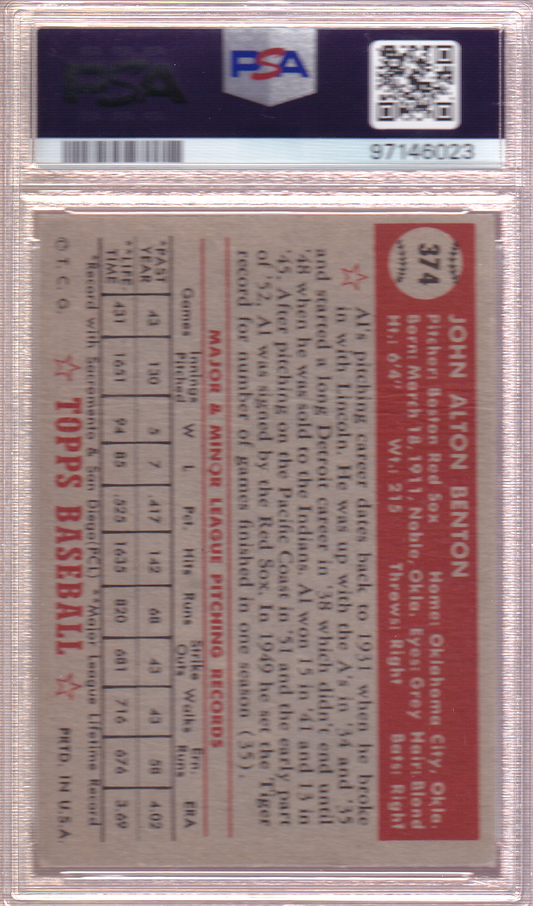 PSA
PSA
97146023
374
JOHN ALTON BENTON
Pitcher: Boston Red Sox Home: Oklahoma City, Okla.
Born: March 18, 1911, Noble, Okla. Eyes: Grey Hair: Blond
Ht.: 6'4" Wt.: 215 Throws: Right Bats: Right
Al's pitching career dates back to 1931 when he broke
in with Lincoln. He was up with the A's in '34 and '35
and started a long Detroit career in '38 which didn't end until
'48 when he was sold to the Indians. Al won 15 in '41 and 13 in
'45. After pitching on the Pacific Coast in '51 and the early part
of '52, Al was signed by the Red Sox. In 1940 he set the Tiger
record for number of games finished in one season (35).
MAJOR & MINOR LEAGUE PITCHING RECORDS
Games Innings Pitched W L Pct. Hits Runs Strike Outs Walks Era: Runs ERA
*PAST YEAR 43 130 5 7 .417 142 68 43 43 58 4.02
**LIFE TIME 431 1651 94 85 .525 1635 820 681 716 676 3.69
*Record with Sacramento & San Diego(PCL) **Major League Lifetime Record
© T. C. G. TOPPS BASEBALL PRTD. IN U.S.A.